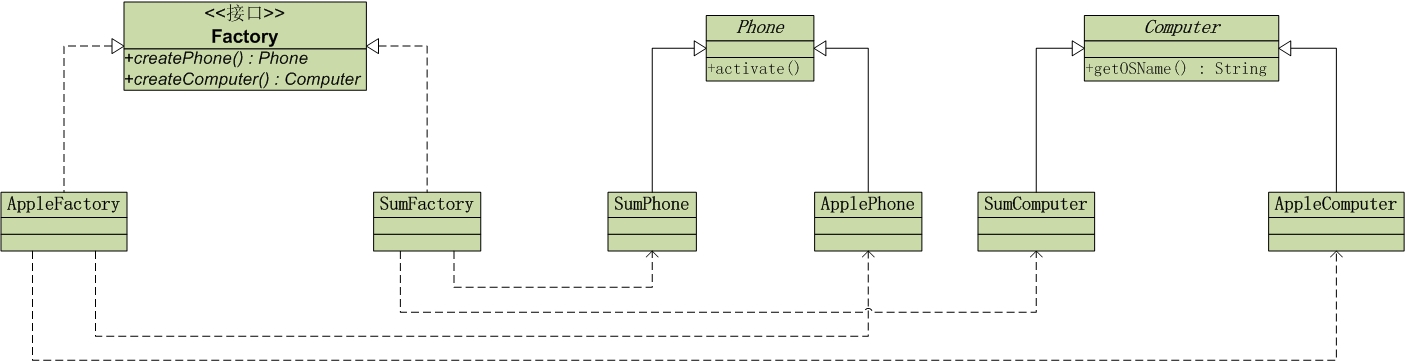 <<接口>>
Factory
+createPhone() : Phone
+createComputer() : Computer
Phone
+activate()
Computer
+getOSName() : String
AppleFactory
SumFactory
SumPhone
ApplePhone
SumComputer
AppleComputer